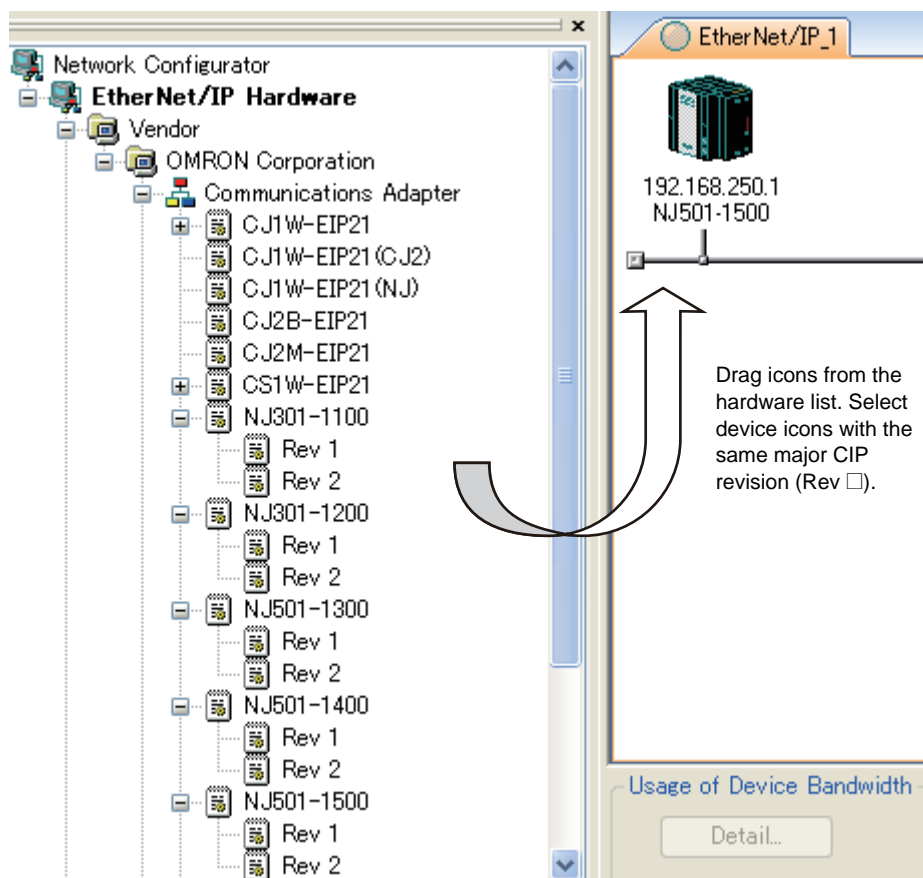 Network Configurator
EtherNet/IP Hardware
Vendor
OMRON Corporation
Communications Adapter
CJ1W-EIP21
CJ1W-EIP21(CJ2)
CJ1W-EIP21(NJ)
CJ2B-EIP21
CJ2M-EIP21
CS1W-EIP21
NJ301-1100
Rev 1
Rev 2
NJ301-1200
Rev 1
Rev 2
NJ501-1300
Rev 1
Rev 2
NJ501-1400
Rev 1
Rev 2
NJ501-1500
Rev 1
Rev 2
EtherNet/IP_1
192.168.250.1
NJ501-1500
Drag icons from the
hardware list. Select
device icons with the
same major CIP
revision (Rev □).
Usage of Device Bandwidth
Detail...